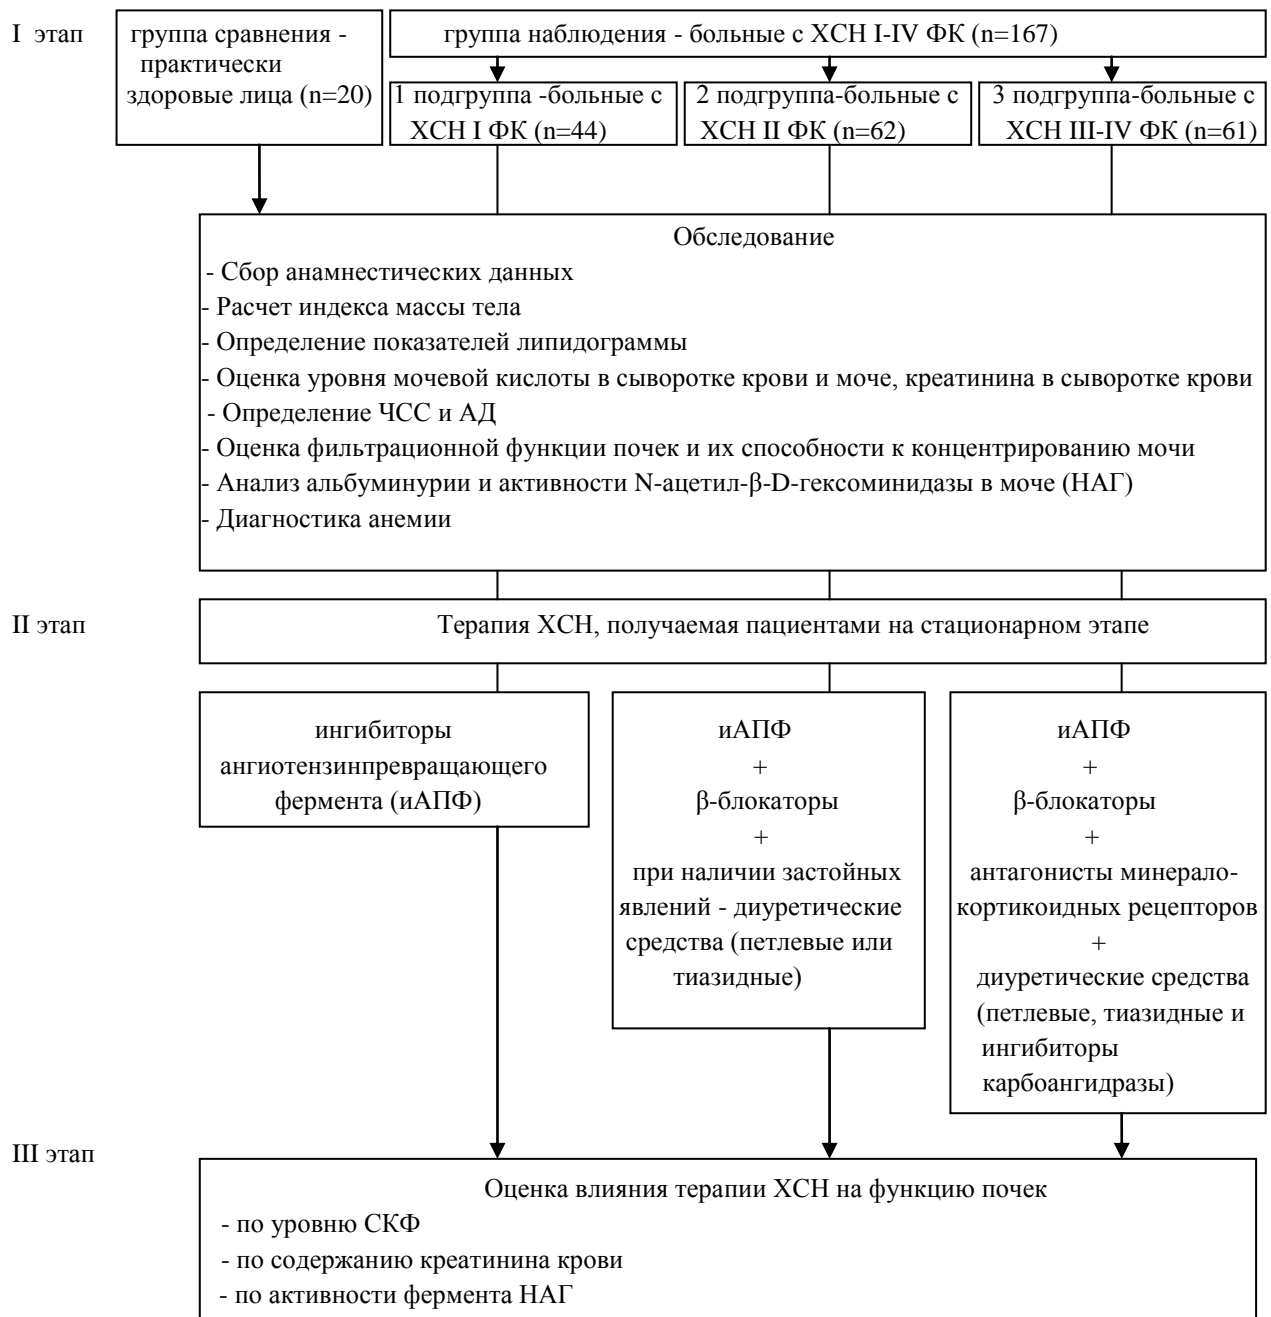 I этап
группа сравнения -
практически
здоровые лица (n=20)
группа наблюдения - больные с ХСН I-IV ФК (n=167)
1 подгруппа -больные с
ХСН I ФК (n=44)
2 подгруппа-больные с
ХСН II ФК (n=62)
3 подгруппа-больные с
ХСН III-IV ФК (n=61)
Обследование
- Сбор анамнестических данных
- Расчет индекса массы тела
- Определение показателей липидограммы
- Оценка уровня мочевой кислоты в сыворотке крови и моче, креатинина в сыворотке крови
- Определение ЧСС и АД
- Оценка фильтрационной функции почек и их способности к концентрированию мочи
- Анализ альбуминурии и активности N-ацетил-β-D-гексоминидазы в моче (НАГ)
- Диагностика анемии
II этап
Терапия ХСН, получаемая пациентами на стационарном этапе
ингибиторы
ангиотензинпревращающего
фермента (иАПФ)
иАПФ
+
β-блокаторы
+
при наличии застойных
явлений - диуретические
средства (петлевые или
тиазидные)
иАПФ
+
β-блокаторы
+
антагонисты минерало-
кортикоидных рецепторов
+
диуретические средства
(петлевые, тиазидные и
ингибиторы
карбоангидразы)
III этап
Оценка влияния терапии ХСН на функцию почек
- по уровню СКФ
- по содержанию креатинина крови
- по активности фермента НАГ